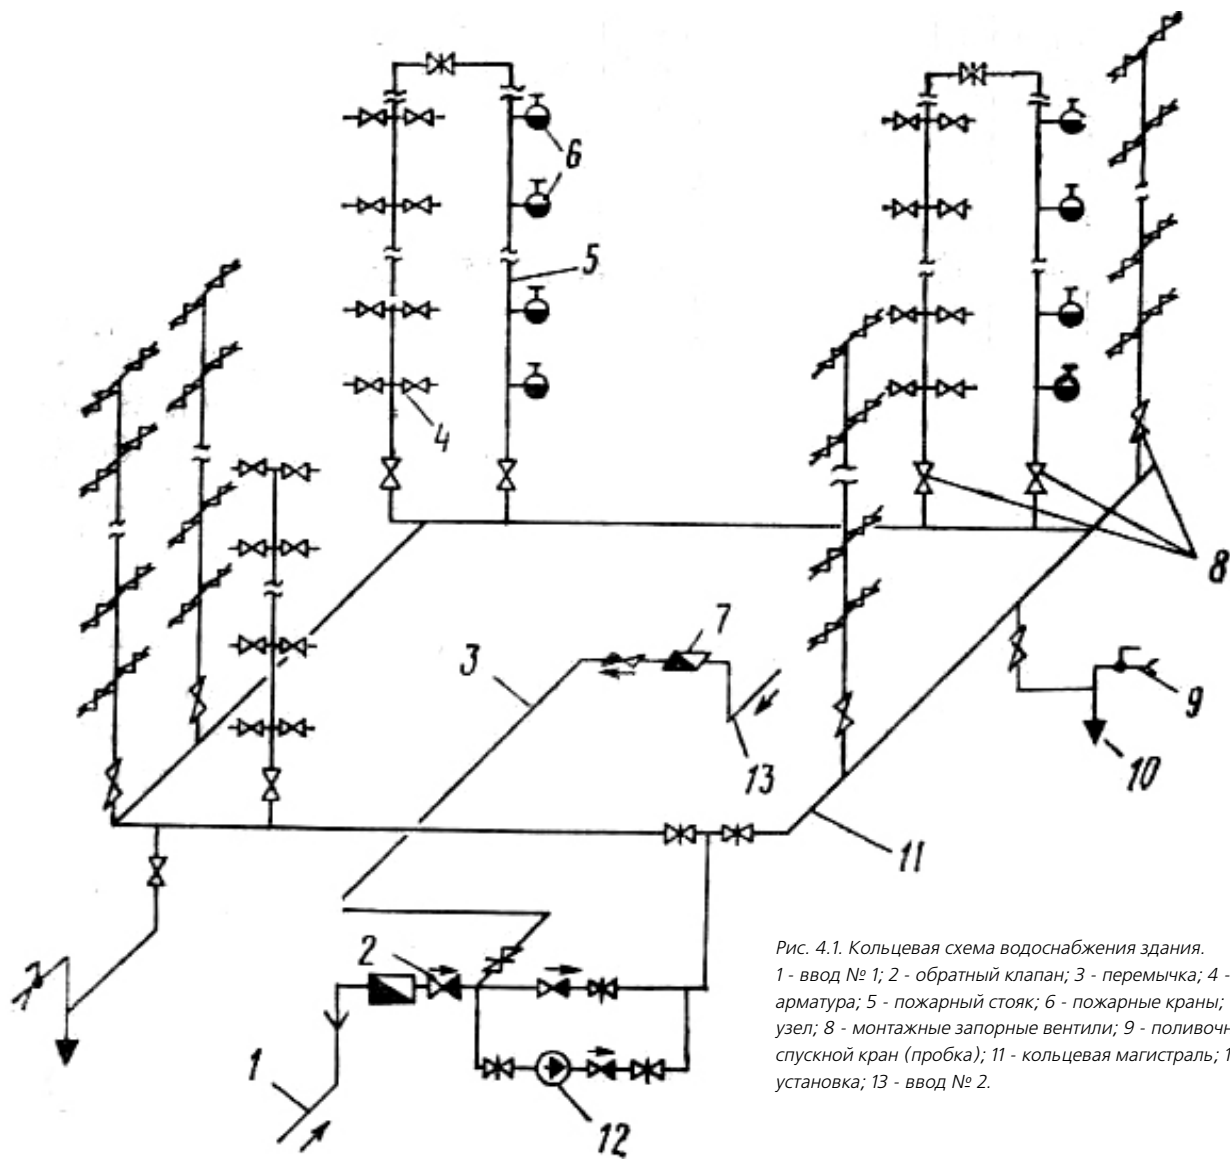 6
5
4
8
7
3
9
13
10
11
2
1
12
Рис. 4.1. Кольцевая схема водоснабжения здания.
1 - ввод № 1; 2 - обратный клапан; 3 - перемычка; 4 -
арматура; 5 - пожарный стояк; 6 - пожарные краны;
узел; 8 - монтажные запорные вентили; 9 - поливочн
спускной кран (пробка); 11 - кольцевая магистраль; 1
установка; 13 - ввод № 2.